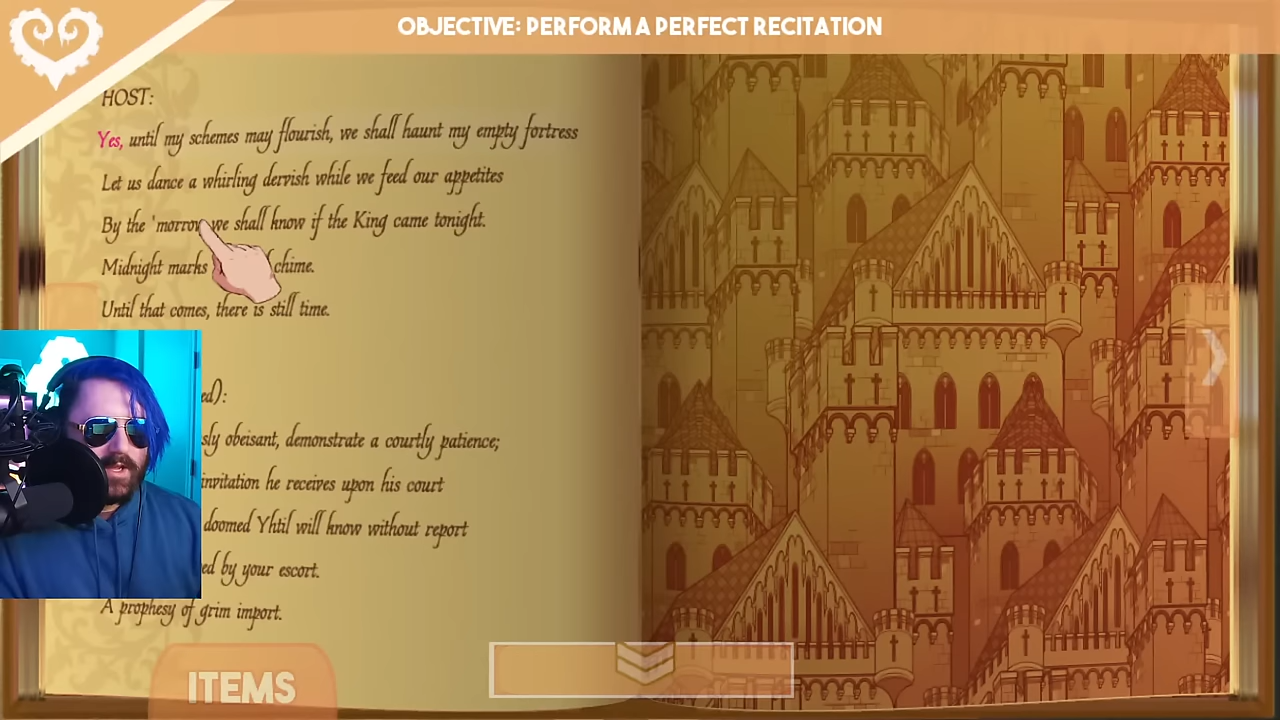 OBJECTIVE: PERFORM A PERFECT RECITATION
HOST:
Yes, until my schemes may flourish, we shall haunt my empty fortress
Let us dance a whirling dervish while we feed our appetites
By the 'morrow we shall know if the King came tonight.
Midnight marks chime.
Until that comes, there is still time.
obeisant, demonstrate a courtly patience;
invitation he receives upon his court
doomed Yhtil will know without report
by your escort.
A prophesy of grim import.
ITEMS